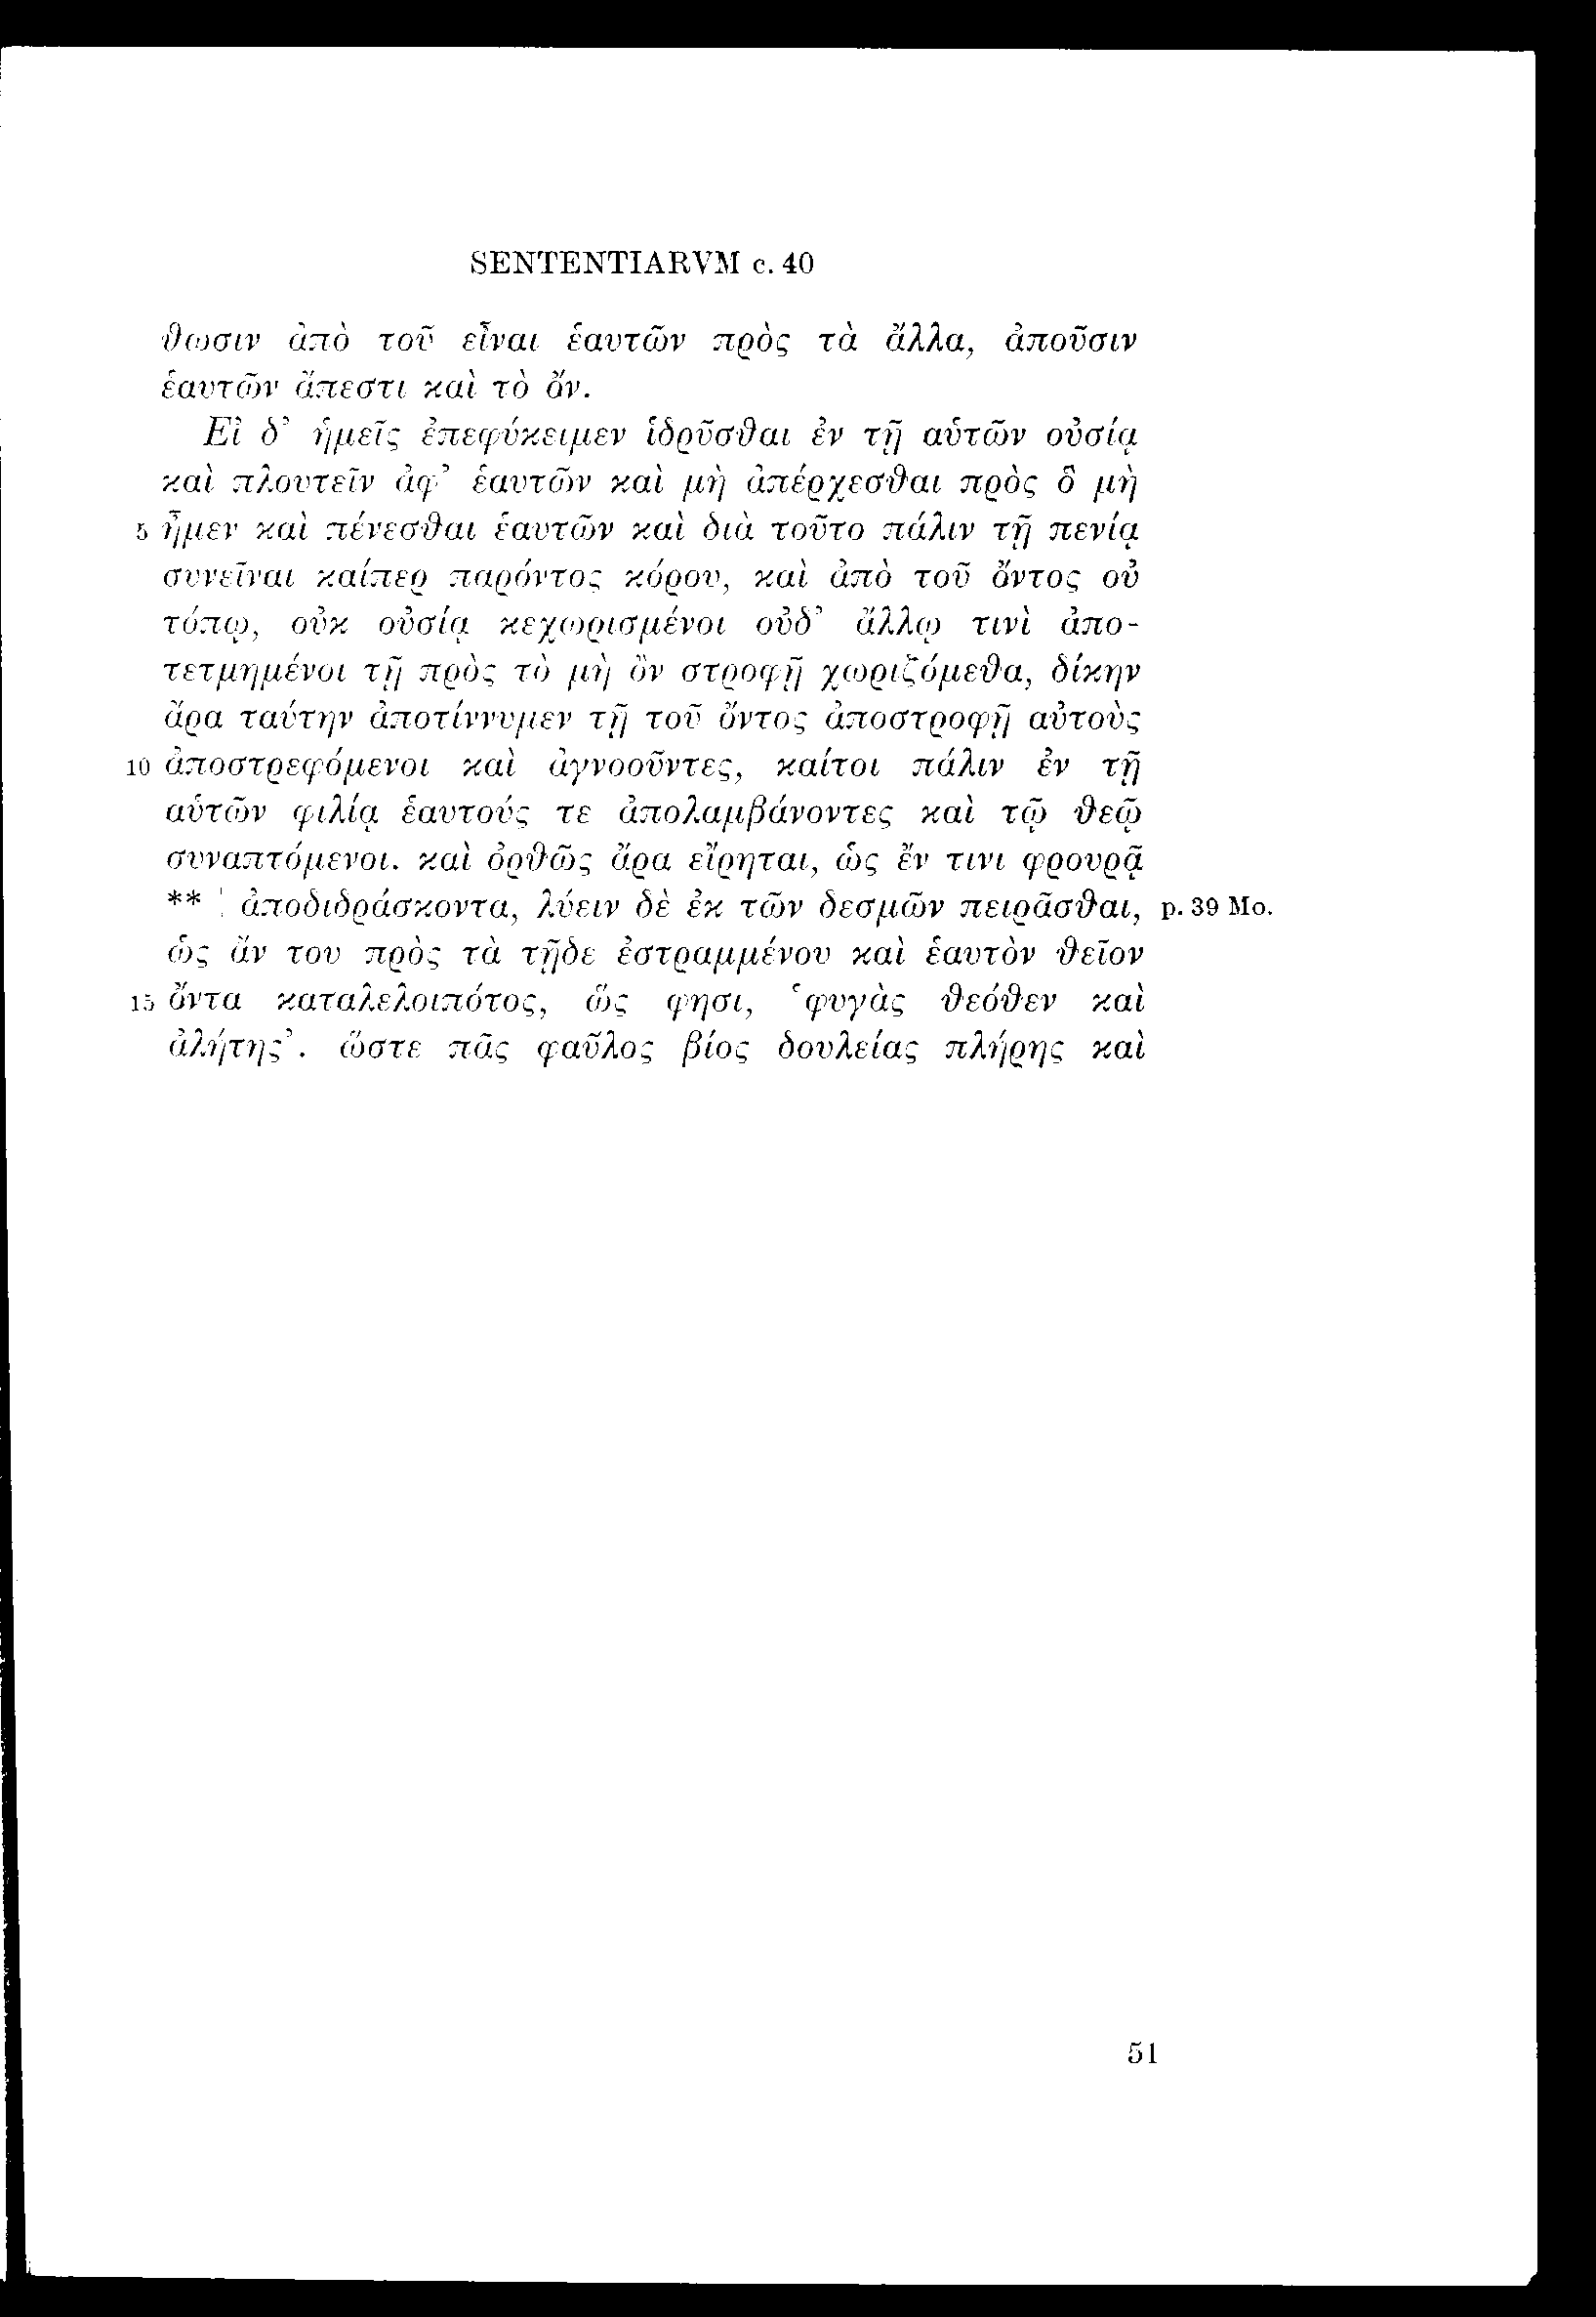 SENTENTIARVM c. 40
θωσιν ἀπὸ τοῦ εἶναι ἑαυτῶν πρὸς τὰ ἄλλα, ἀποῦσιν
ἑαυτῶν ἄπεστι καὶ τὸ ὄν.
Εἰ δ’ ἡμεῖς ἐπεφύκειμεν ἱδρῦσθαι ἐν τῇ αὑτῶν οὐσίᾳ
καὶ πλουτεῖν ἀφ’ ἑαυτῶν καὶ μὴ ἀπέρχεσθαι πρὸς ὃ μὴ
5 ἦμεν καὶ πένεσθαι ἑαυτῶν καὶ διὰ τοῦτο πάλιν τῇ πενίᾳ
συνεῖναι καίπερ παρόντος κόρου, καὶ ἀπὸ τοῦ ὄντος οὐ
τόπῳ, οὐκ οὐσίᾳ κεχωρισμένοι οὐδ’ ἄλλῳ τινὶ ἀπο-
τετμημένοι τῇ πρὸς τὸ μὴ ὂν στροφῇ χωριζόμεθα, δίκην
ἄρα ταύτην ἀποτίννυμεν τῇ τοῦ ὄντος ἀποστροφῇ αὑτοὺς
10 ἀποστρεφόμενοι καὶ ἀγνοοῦντες, καίτοι πάλιν ἐν τῇ
αὑτῶν φιλίᾳ ἑαυτούς τε ἀπολαμβάνοντες καὶ τῷ θεῷ
συναπτόμενοι. καὶ ὀρθῶς ἄρα εἴρηται, ὡς ἔν τινι φρουρᾷ
** | ἀποδιδράσκοντα, λύειν δὲ ἐκ τῶν δεσμῶν πειρᾶσθαι, p. 39 Mo.
ὡς ἄν του πρὸς τὰ τῇδε ἐστραμμένου καὶ ἑαυτὸν θεῖον
15 ὄντα καταλελοιπότος, ὥς φησι, ‘φυγὰς θεόθεν καὶ
ἀλήτης’. ὥστε πᾶς φαῦλος βίος δουλείας πλήρης καὶ
51